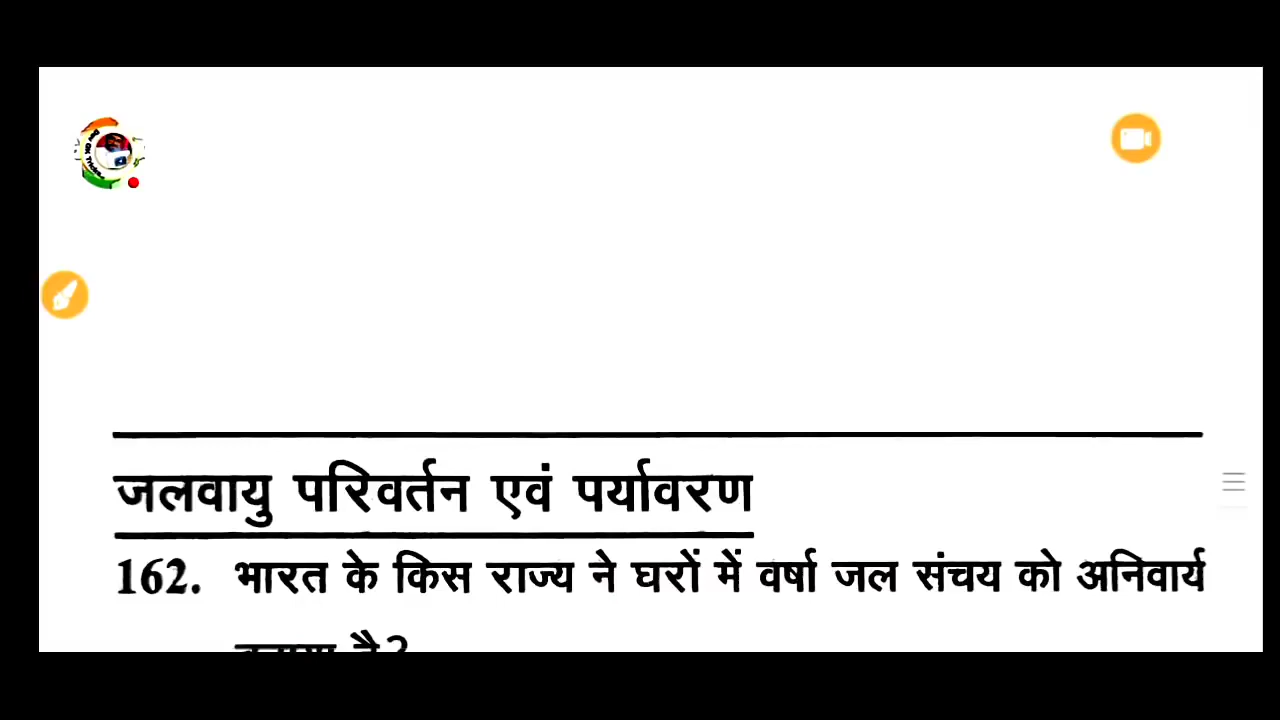 जलवायु परिवर्तन एवं पर्यावरण
162. भारत के किस राज्य ने घरों में वर्षा जल संचय को अनिवार्य